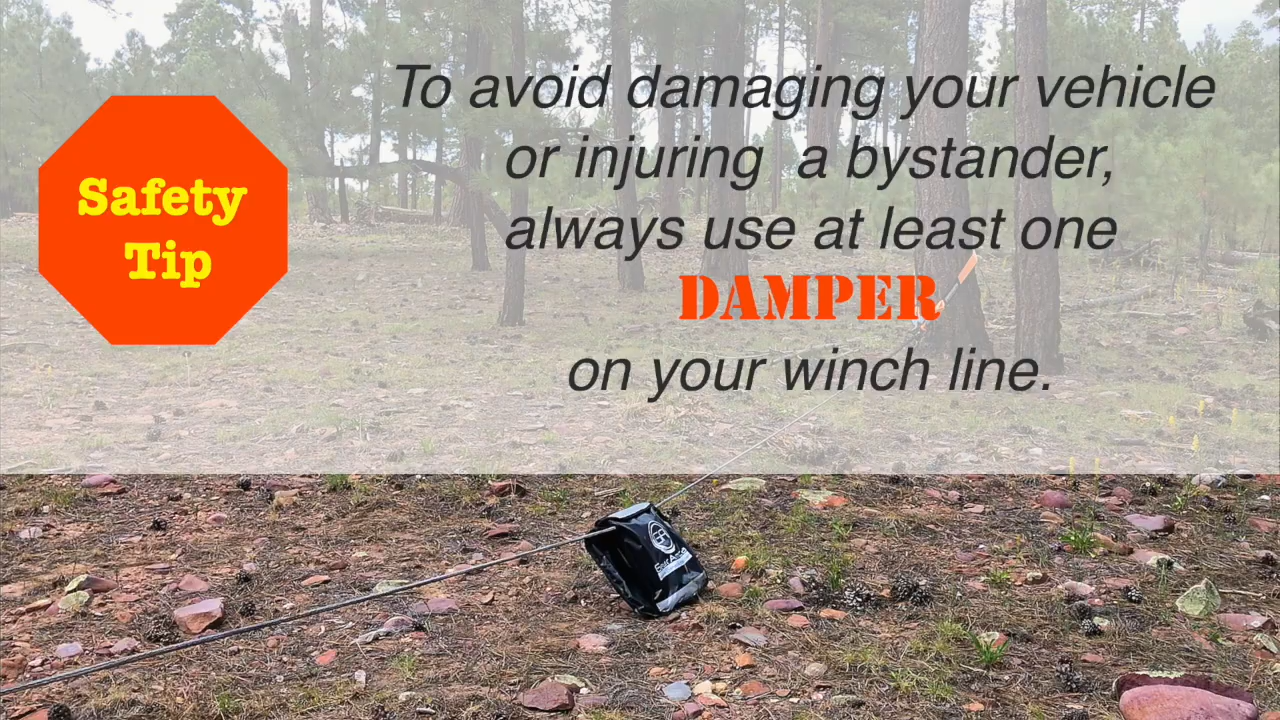 Safety
Tip
To avoid damaging your vehicle
or injuring a bystander,
always use at least one
DAMPER
on your winch line.